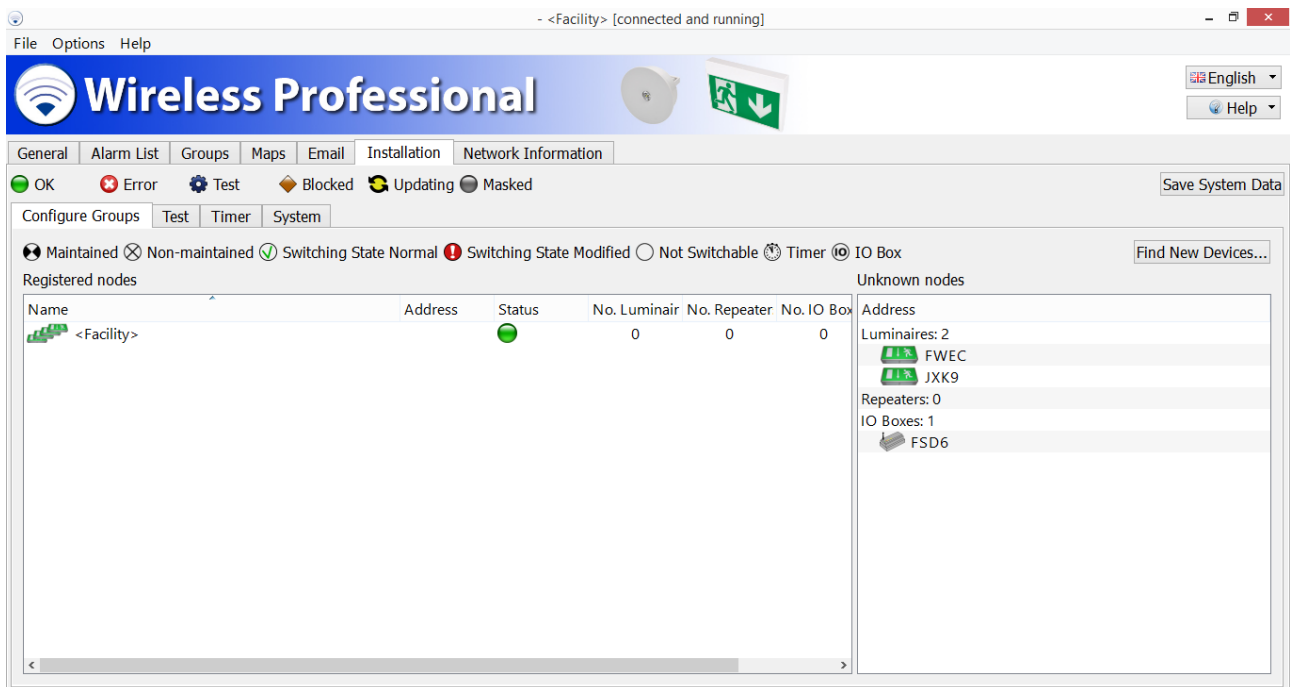 - <Facility> [connected and running]
File Options Help
Wireless Professional
English
Help
General Alarm List Groups Maps Email Installation Network Information
OK Error Test Blocked Updating Masked Save System Data
Configure Groups Test Timer System
Maintained Non-maintained Switching State Normal Switching State Modified Not Switchable Timer IO IO Box Find New Devices...
Registered nodes Unknown nodes
Name Address Status No. Luminair No. Repeater No. IO Box Address
<Facility> 0 0 0 Luminaires: 2
FWEC
JXK9
Repeaters: 0
IO Boxes: 1
FSD6